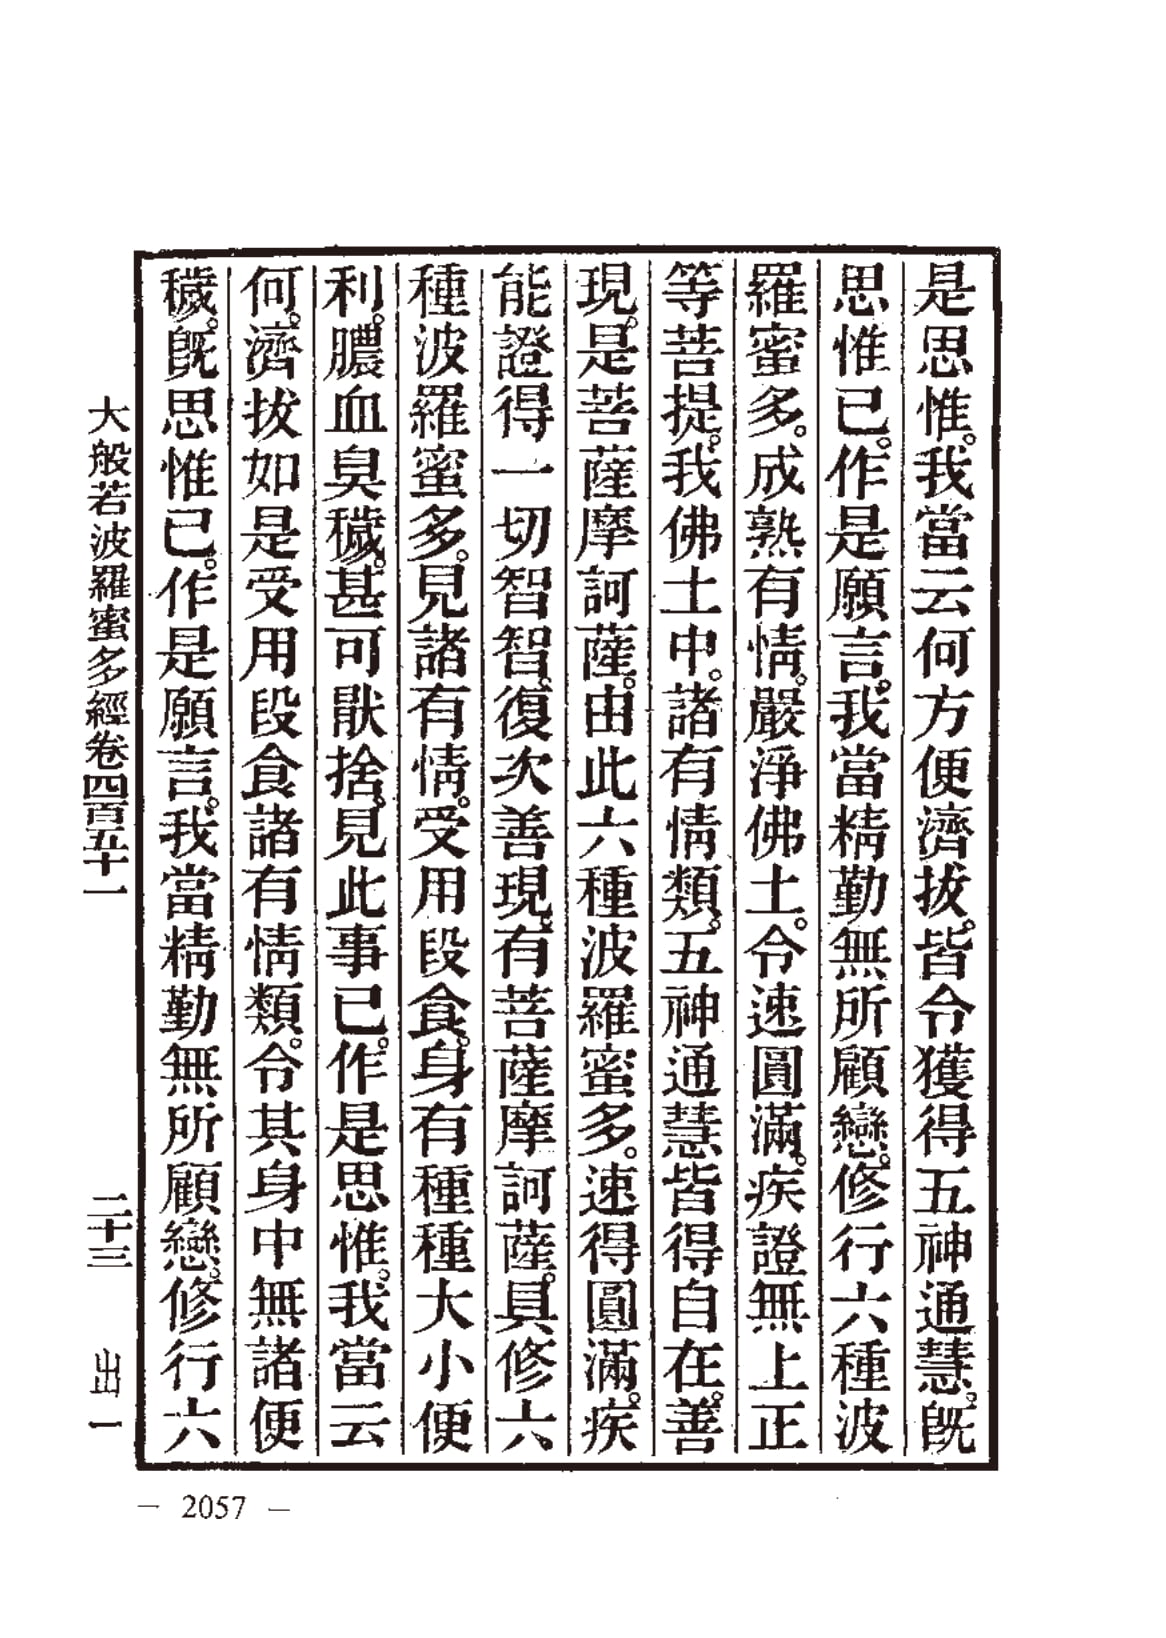 是思惟。我當云何方便濟拔。皆令獲得五神通慧。旣
思惟已。作是願言。我當精勤無所顧戀。修行六種波
羅蜜多。成熟有情。嚴淨佛土。令速圓滿。疾證無上正
等菩提。我佛土中。諸有情類。五神通慧皆得自在。善
現。是菩薩摩訶薩。由此六種波羅蜜多。速得圓滿。疾
能證得一切智智。復次善現。有菩薩摩訶薩。具修六
種波羅蜜多。見諸有情。受用段食。身有種種大小便
利。膿血臭穢。甚可猒捨。見此事已。作是思惟。我當云
何。濟拔如是受用段食諸有情類。令其身中無諸便
穢。旣思惟已。作是願言。我當精勤無所顧戀。修行六
大般若波羅蜜多經卷四百五十一 二十三 出一
— 2057 —